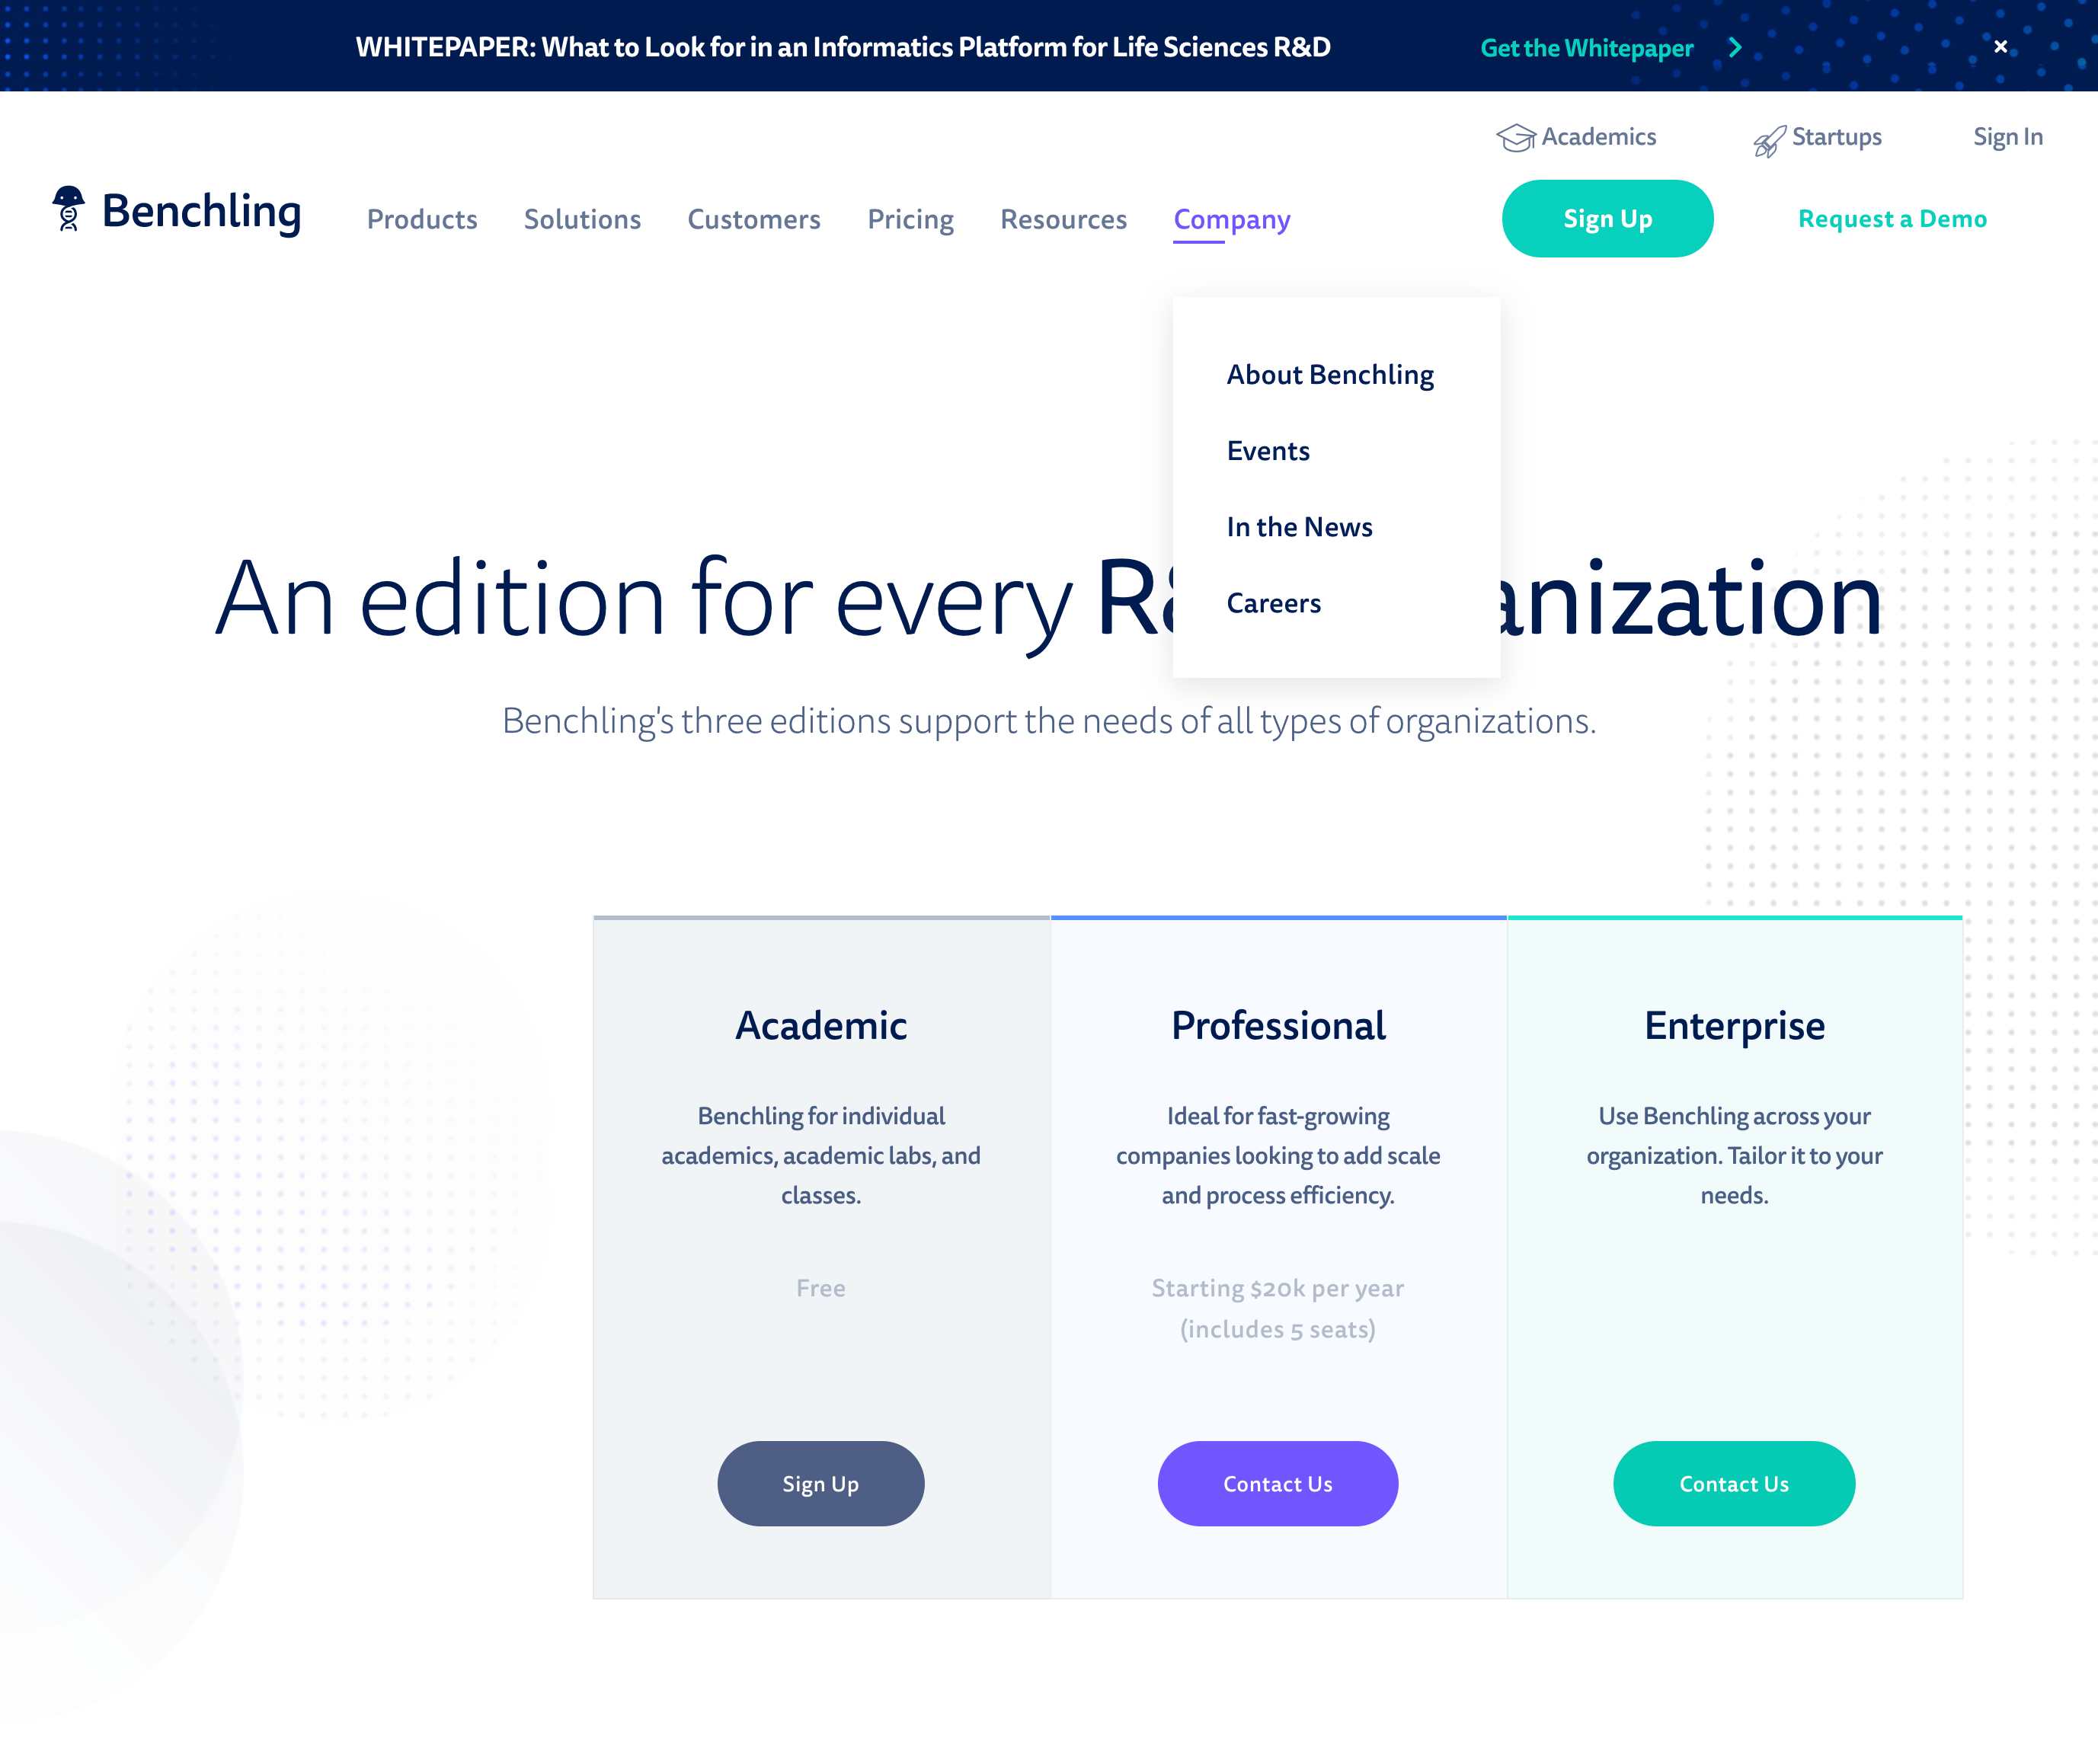 WHITEPAPER: What to Look for in an Informatics Platform for Life Sciences R&D
Get the Whitepaper
Academics
Startups
Sign In
Benchling
Products
Solutions
Customers
Pricing
Resources
Company
Sign Up
Request a Demo
About Benchling
Events
In the News
Careers
An edition for every
Benchling's three editions support the needs of all types of organizations.
Academic
Benchling for individual
academics, academic labs, and
classes.
Free
Sign Up
Professional
Ideal for fast-growing
companies looking to add scale
and process efficiency.
Starting $20k per year
(includes 5 seats)
Contact Us
Enterprise
Use Benchling across your
organization. Tailor it to your
needs.
Contact Us